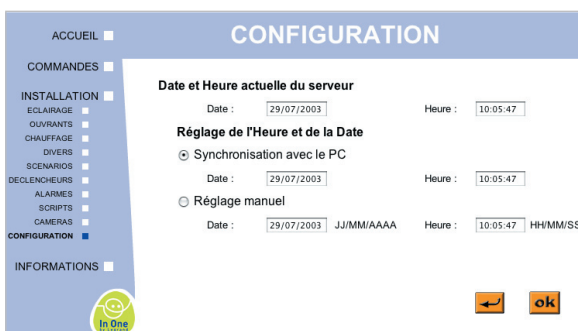 CONFIGURATION
ACCUEIL
COMMANDES
INSTALLATION
ECLAIRAGE
OUVRANTS
CHAUFFAGE
DIVERS
SCENARIOS
DECLENCHEURS
ALARMES
SCRIPTS
CAMERAS
CONFIGURATION
INFORMATIONS
In One
Date et Heure actuelle du serveur
Date : 29/07/2003 Heure : 10:05:47
Réglage de l'Heure et de la Date
Synchronisation avec le PC
Date : 29/07/2003 Heure : 10:05:47
Réglage manuel
Date : 29/07/2003 JJ/MM/AAAA Heure : 10:05:47 HH/MM/SS
ok